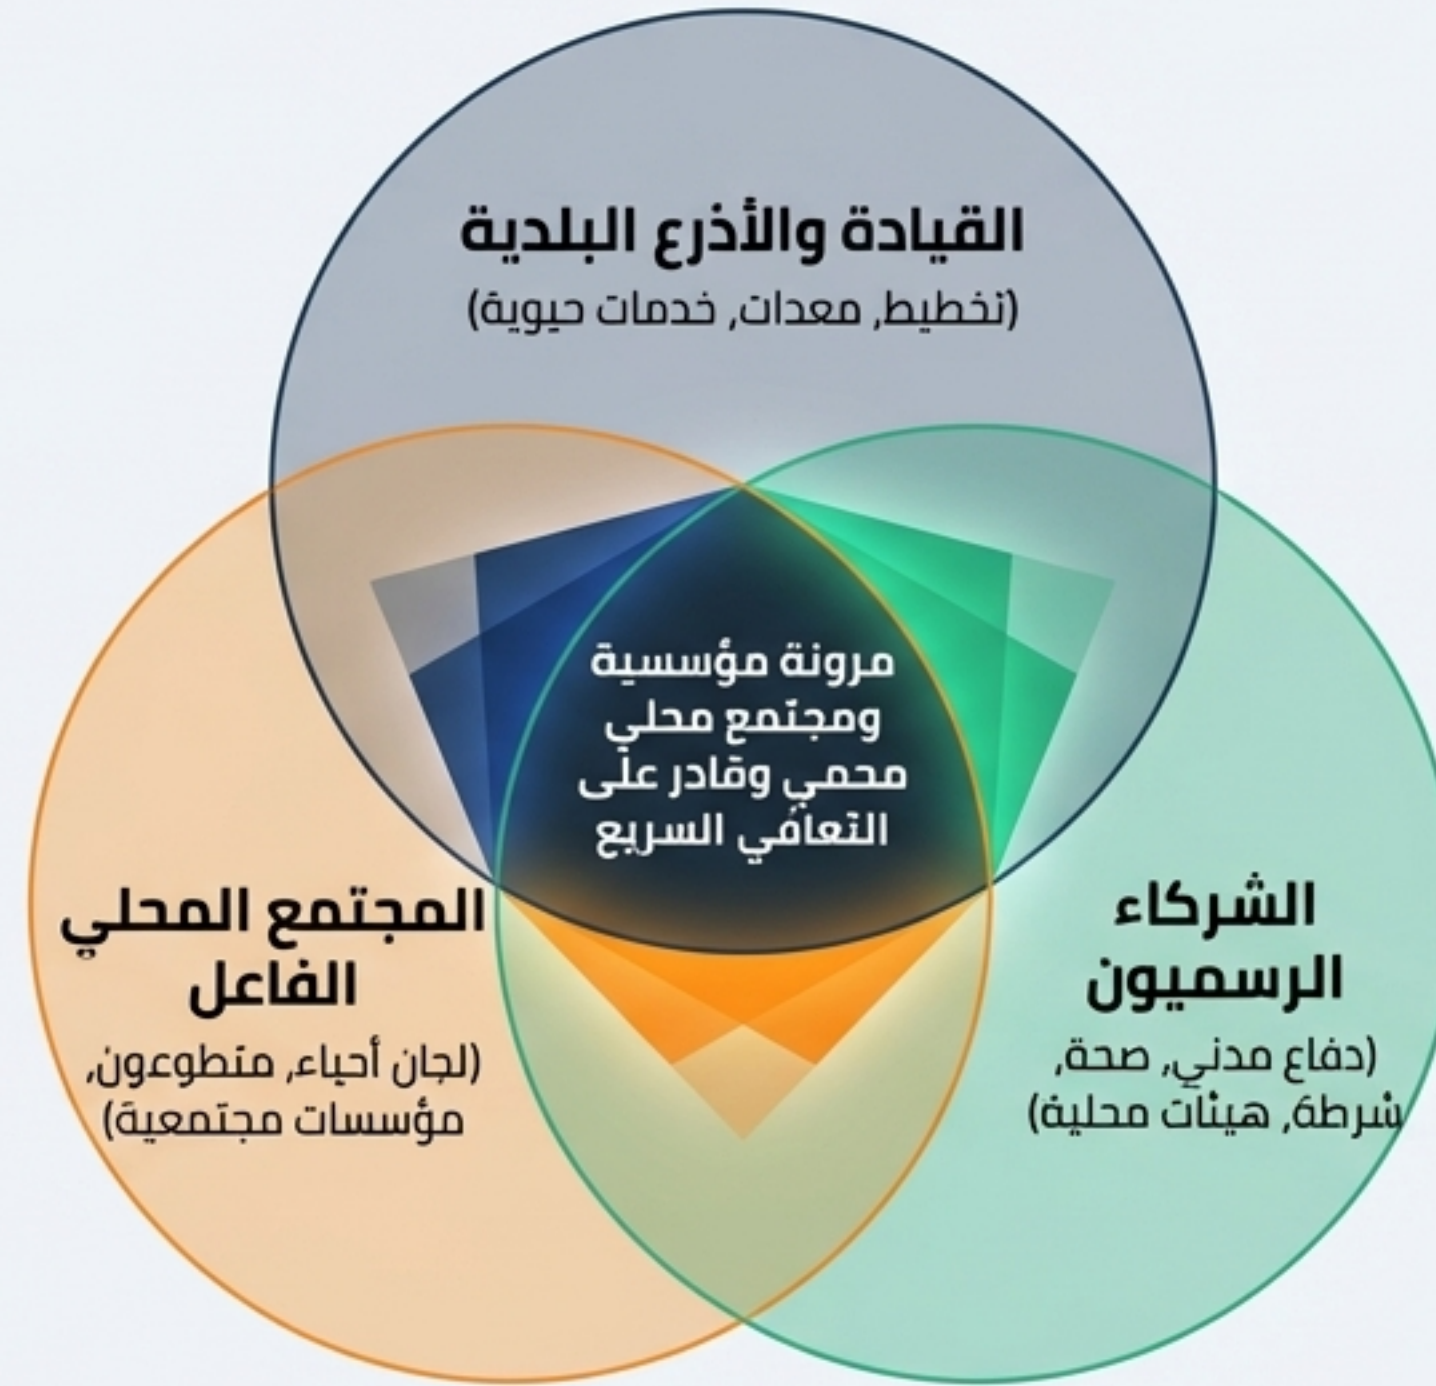 القيادة والأذرع البلدية
(تخطيط, معدات, خدمات حيوية)
مرونة مؤسسية
ومجتمع محلي
محمي وقادر على
التعافي السريع
الشركاء
الرسميون
(دفاع مدني, صحة,
شرطة, هيئات محلية)
المجتمع المحلي
الفاعل
(لجان أحياء, متطوعون,
مؤسسات مجتمعية)